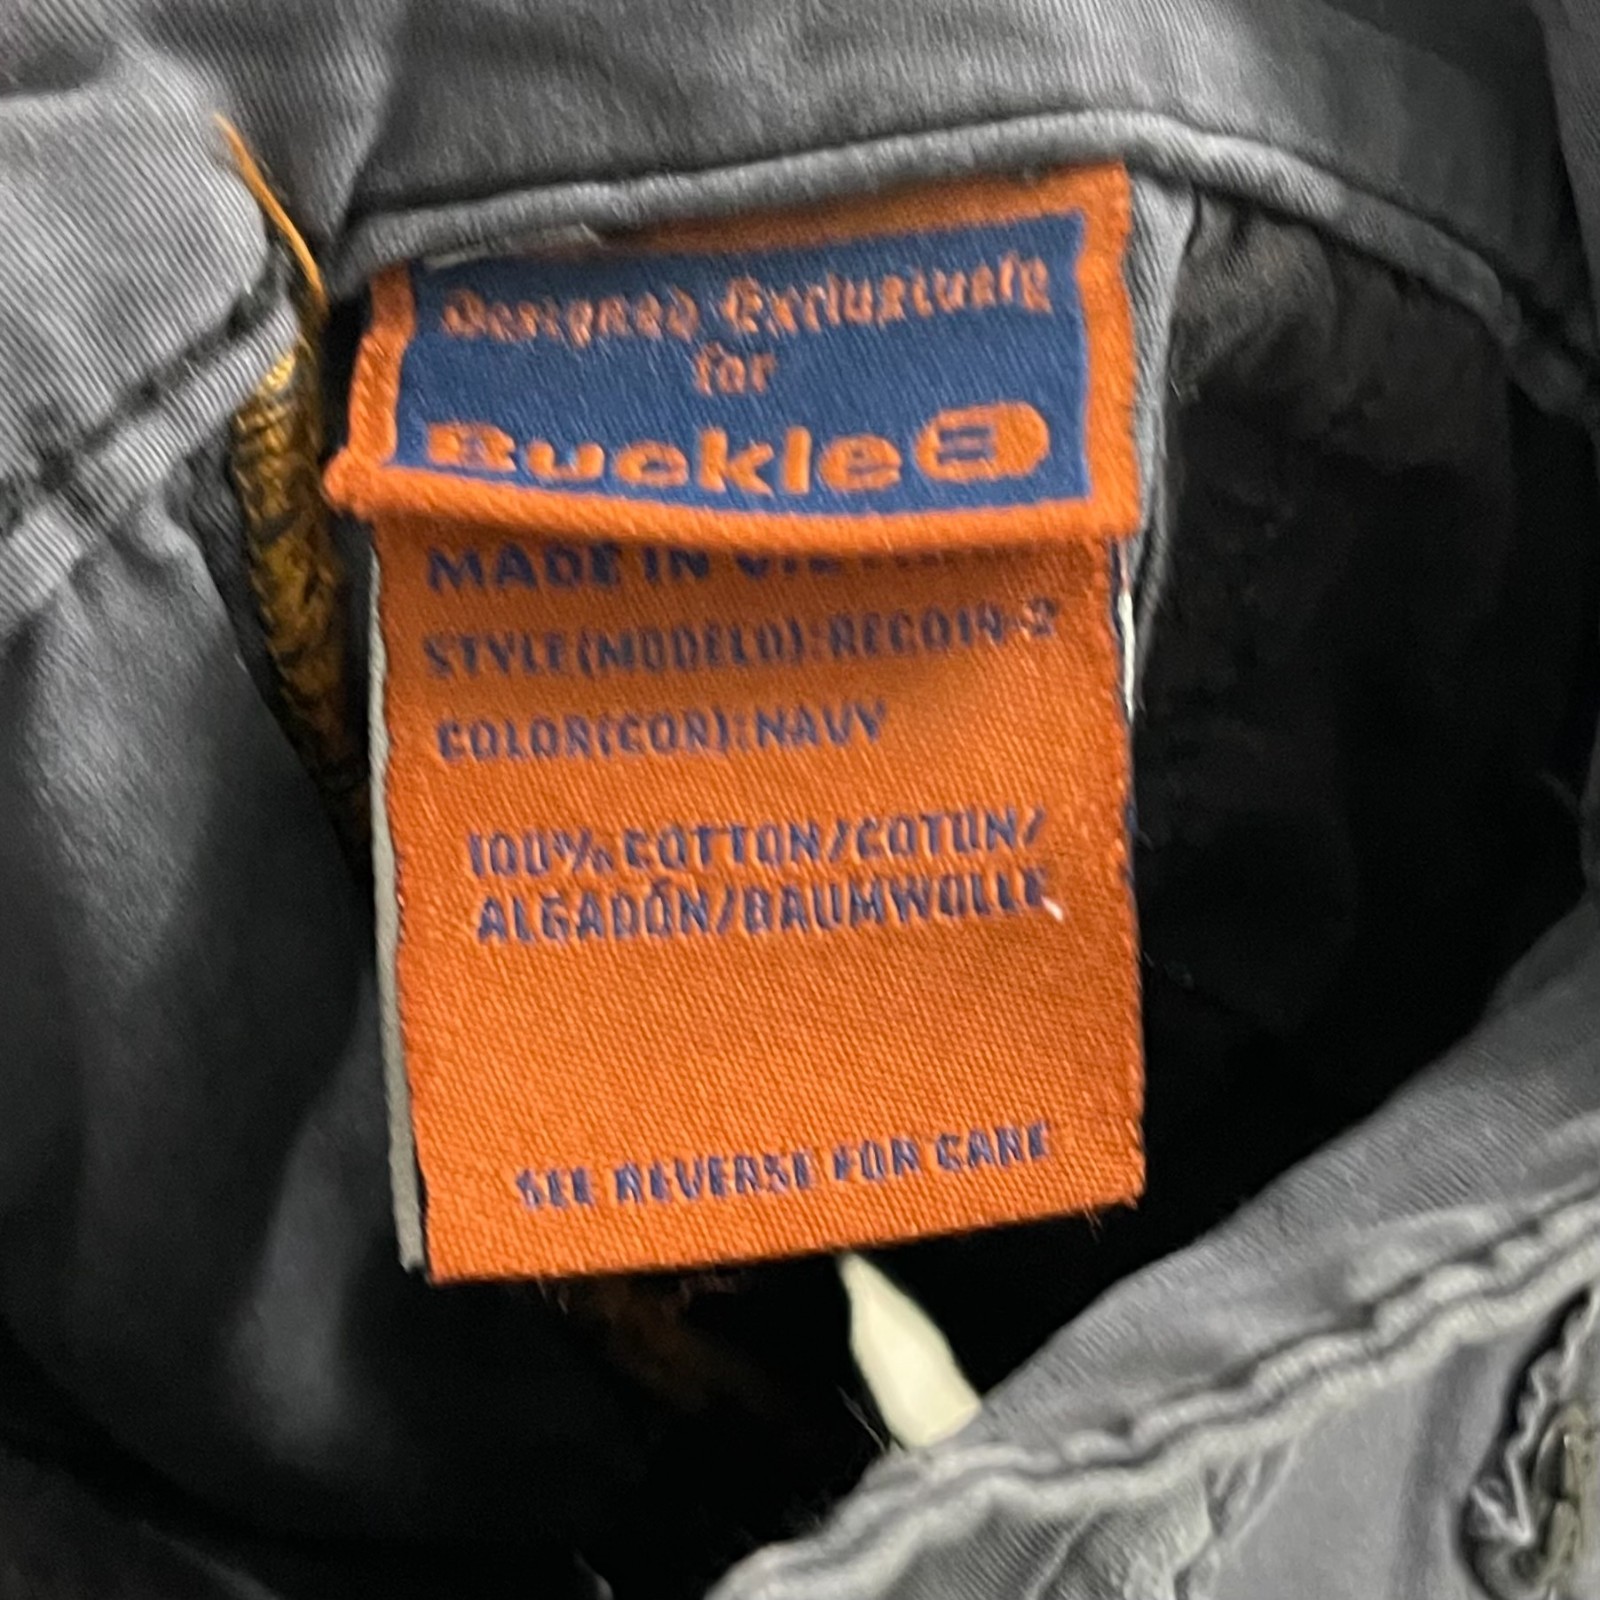 Designed Exclusively
for
Buckle B
MADE IN
STYLE(MODELO):
COLOR(COR):NAVY
100% COTTON/COTON/
ALGADÓN/BAUMWOLLE
SEE REVERSE FOR CARE